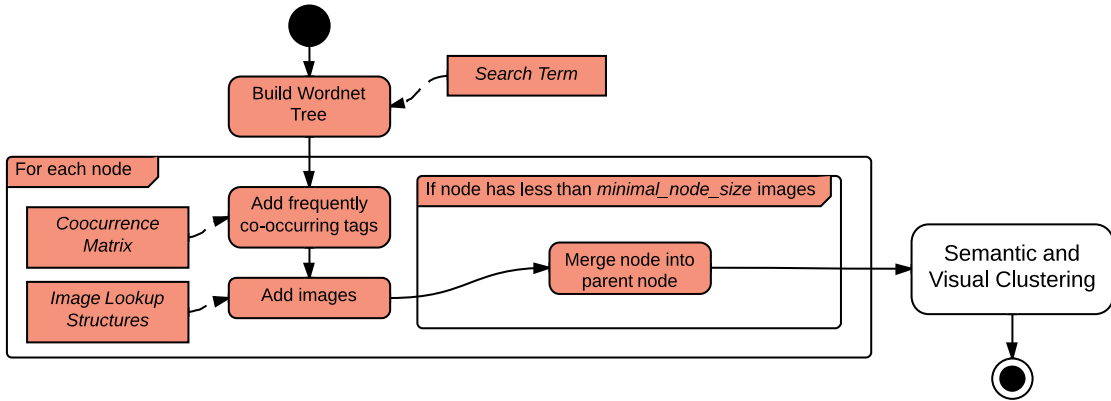 Search Term
Build Wordnet
Tree
For each node
If node has less than minimal_node_size images
Add frequently
co-occurring tags
Coocurrence
Matrix
Semantic and
Visual Clustering
Merge node into
parent node
Add images
Image Lookup
Structures